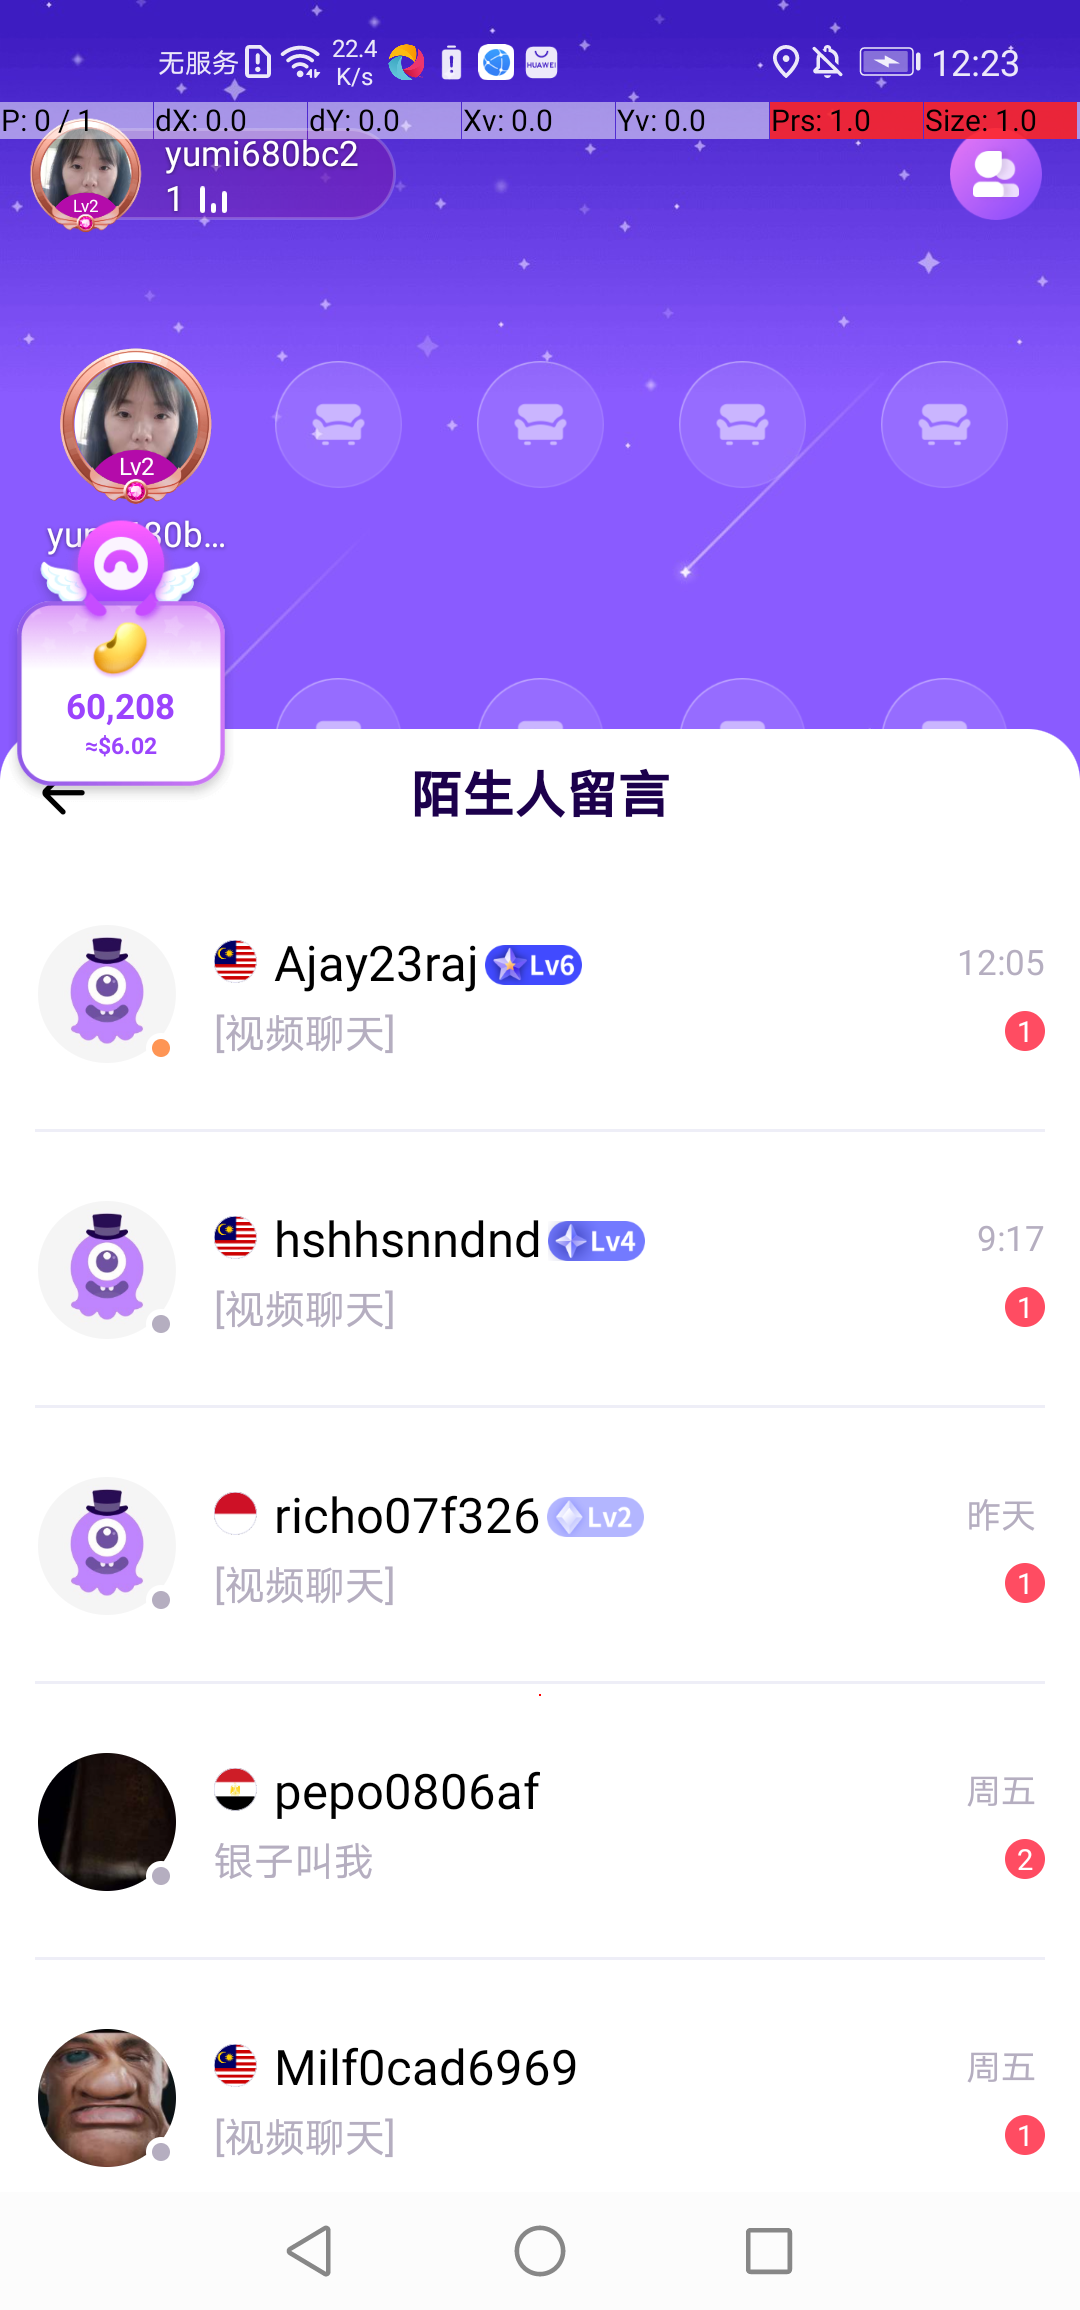 无服务
22.4
K/s
HUAWEI
12:23
P: 0 / 1
dX: 0.0
dY: 0.0
Xv: 0.0
Yv: 0.0
Prs: 1.0
Size: 1.0
yumi680bc2
Lv2
1
Lv2
60,208
≈$6.02
陌生人留言
Ajay23raj
Lv6
12:05
[视频聊天]
1
hshhsnndnd
Lv4
9:17
[视频聊天]
1
richo07f326
Lv2
昨天
[视频聊天]
1
pepo0806af
周五
银子叫我
2
Milf0cad6969
周五
[视频聊天]
1